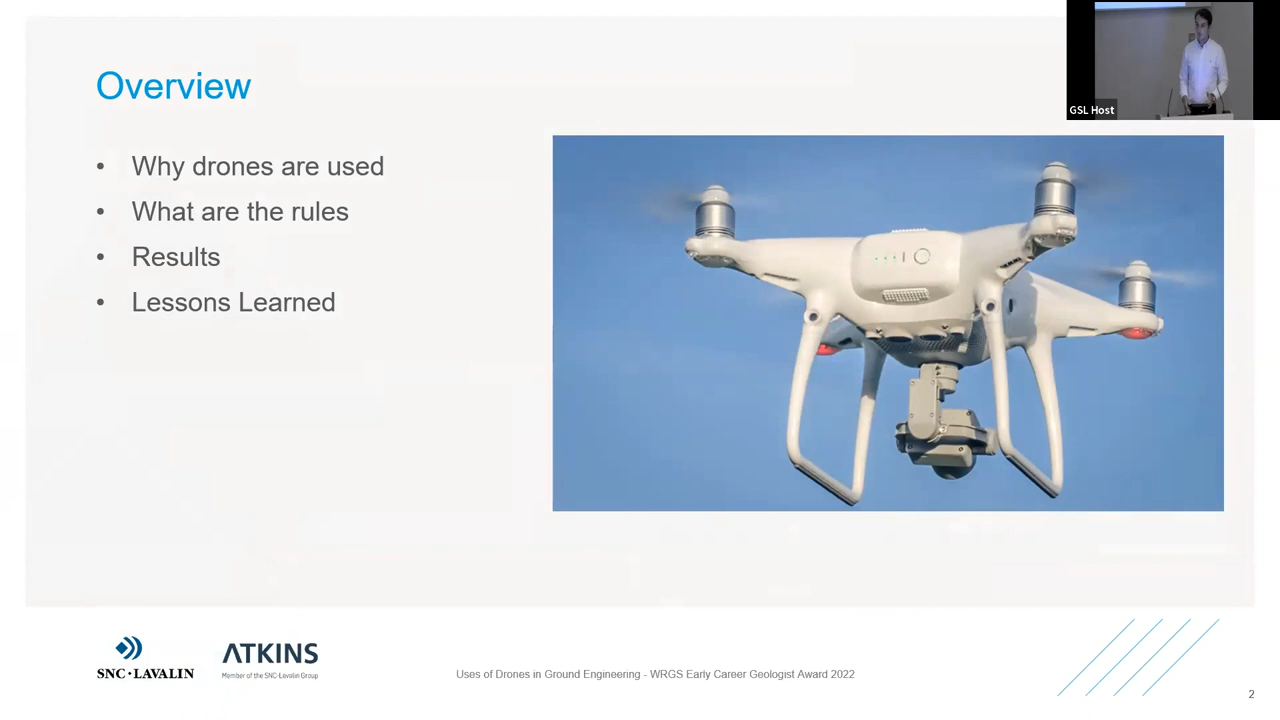 Overview
GSL Host
• Why drones are used
• What are the rules
• Results
• Lessons Learned
SNC • LAVALIN
ATKINS
Member of the SNC-Lavalin Group
Uses of Drones in Ground Engineering - WRGS Early Career Geologist Award 2022
2